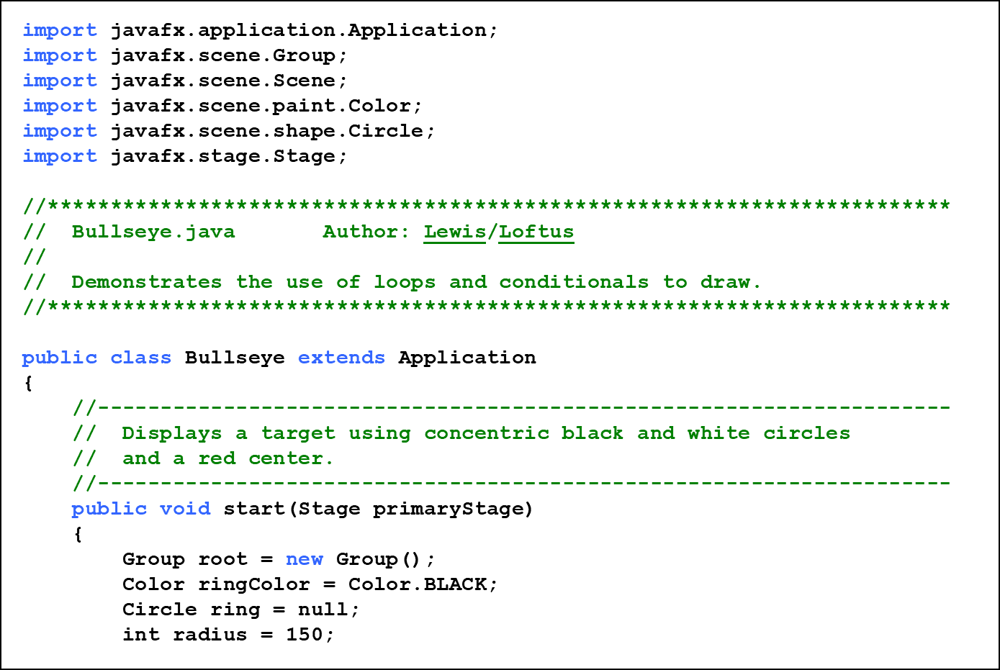 import javafx.application.Application;
import javafx.scene.Group;
import javafx.scene.Scene;
import javafx.scene.paint.Color;
import javafx.scene.shape.Circle;
import javafx.stage.Stage;

//************************************************************************
//  Bullseye.java       Author: Lewis/Loftus
//
//  Demonstrates the use of loops and conditionals to draw.
//************************************************************************

public class Bullseye extends Application
{
    //--------------------------------------------------------------------
    //  Displays a target using concentric black and white circles
    //  and a red center.
    //--------------------------------------------------------------------
    public void start(Stage primaryStage)
    {
        Group root = new Group();
        Color ringColor = Color.BLACK;
        Circle ring = null;
        int radius = 150;